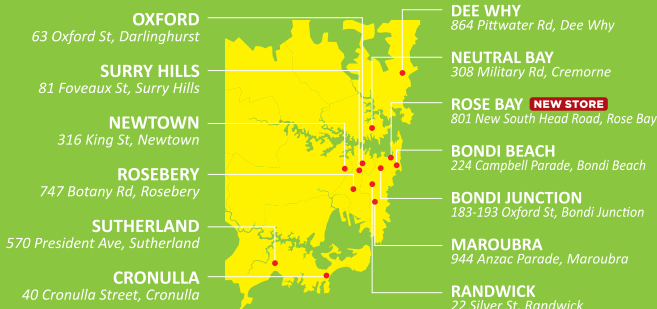 OXFORD
63 Oxford St, Darlinghurst
SURRY HILLS
81 Foveaux St, Surry Hills
NEWTOWN
316 King St, Newtown
ROSEBERY
747 Botany Rd, Rosebery
SUTHERLAND
570 President Ave, Sutherland
CRONULLA
40 Cronulla Street, Cronulla
DEE WHY
864 Pittwater Rd, Dee Why
NEUTRAL BAY
308 Military Rd, Cremorne
ROSE BAY NEW STORE
801 New South Head Road, Rose Bay
BONDI BEACH
224 Campbell Parade, Bondi Beach
BONDI JUNCTION
183-193 Oxford St, Bondi Junction
MAROUBRA
944 Anzac Parade, Maroubra
RANDWICK
22 Silver St, Randwick